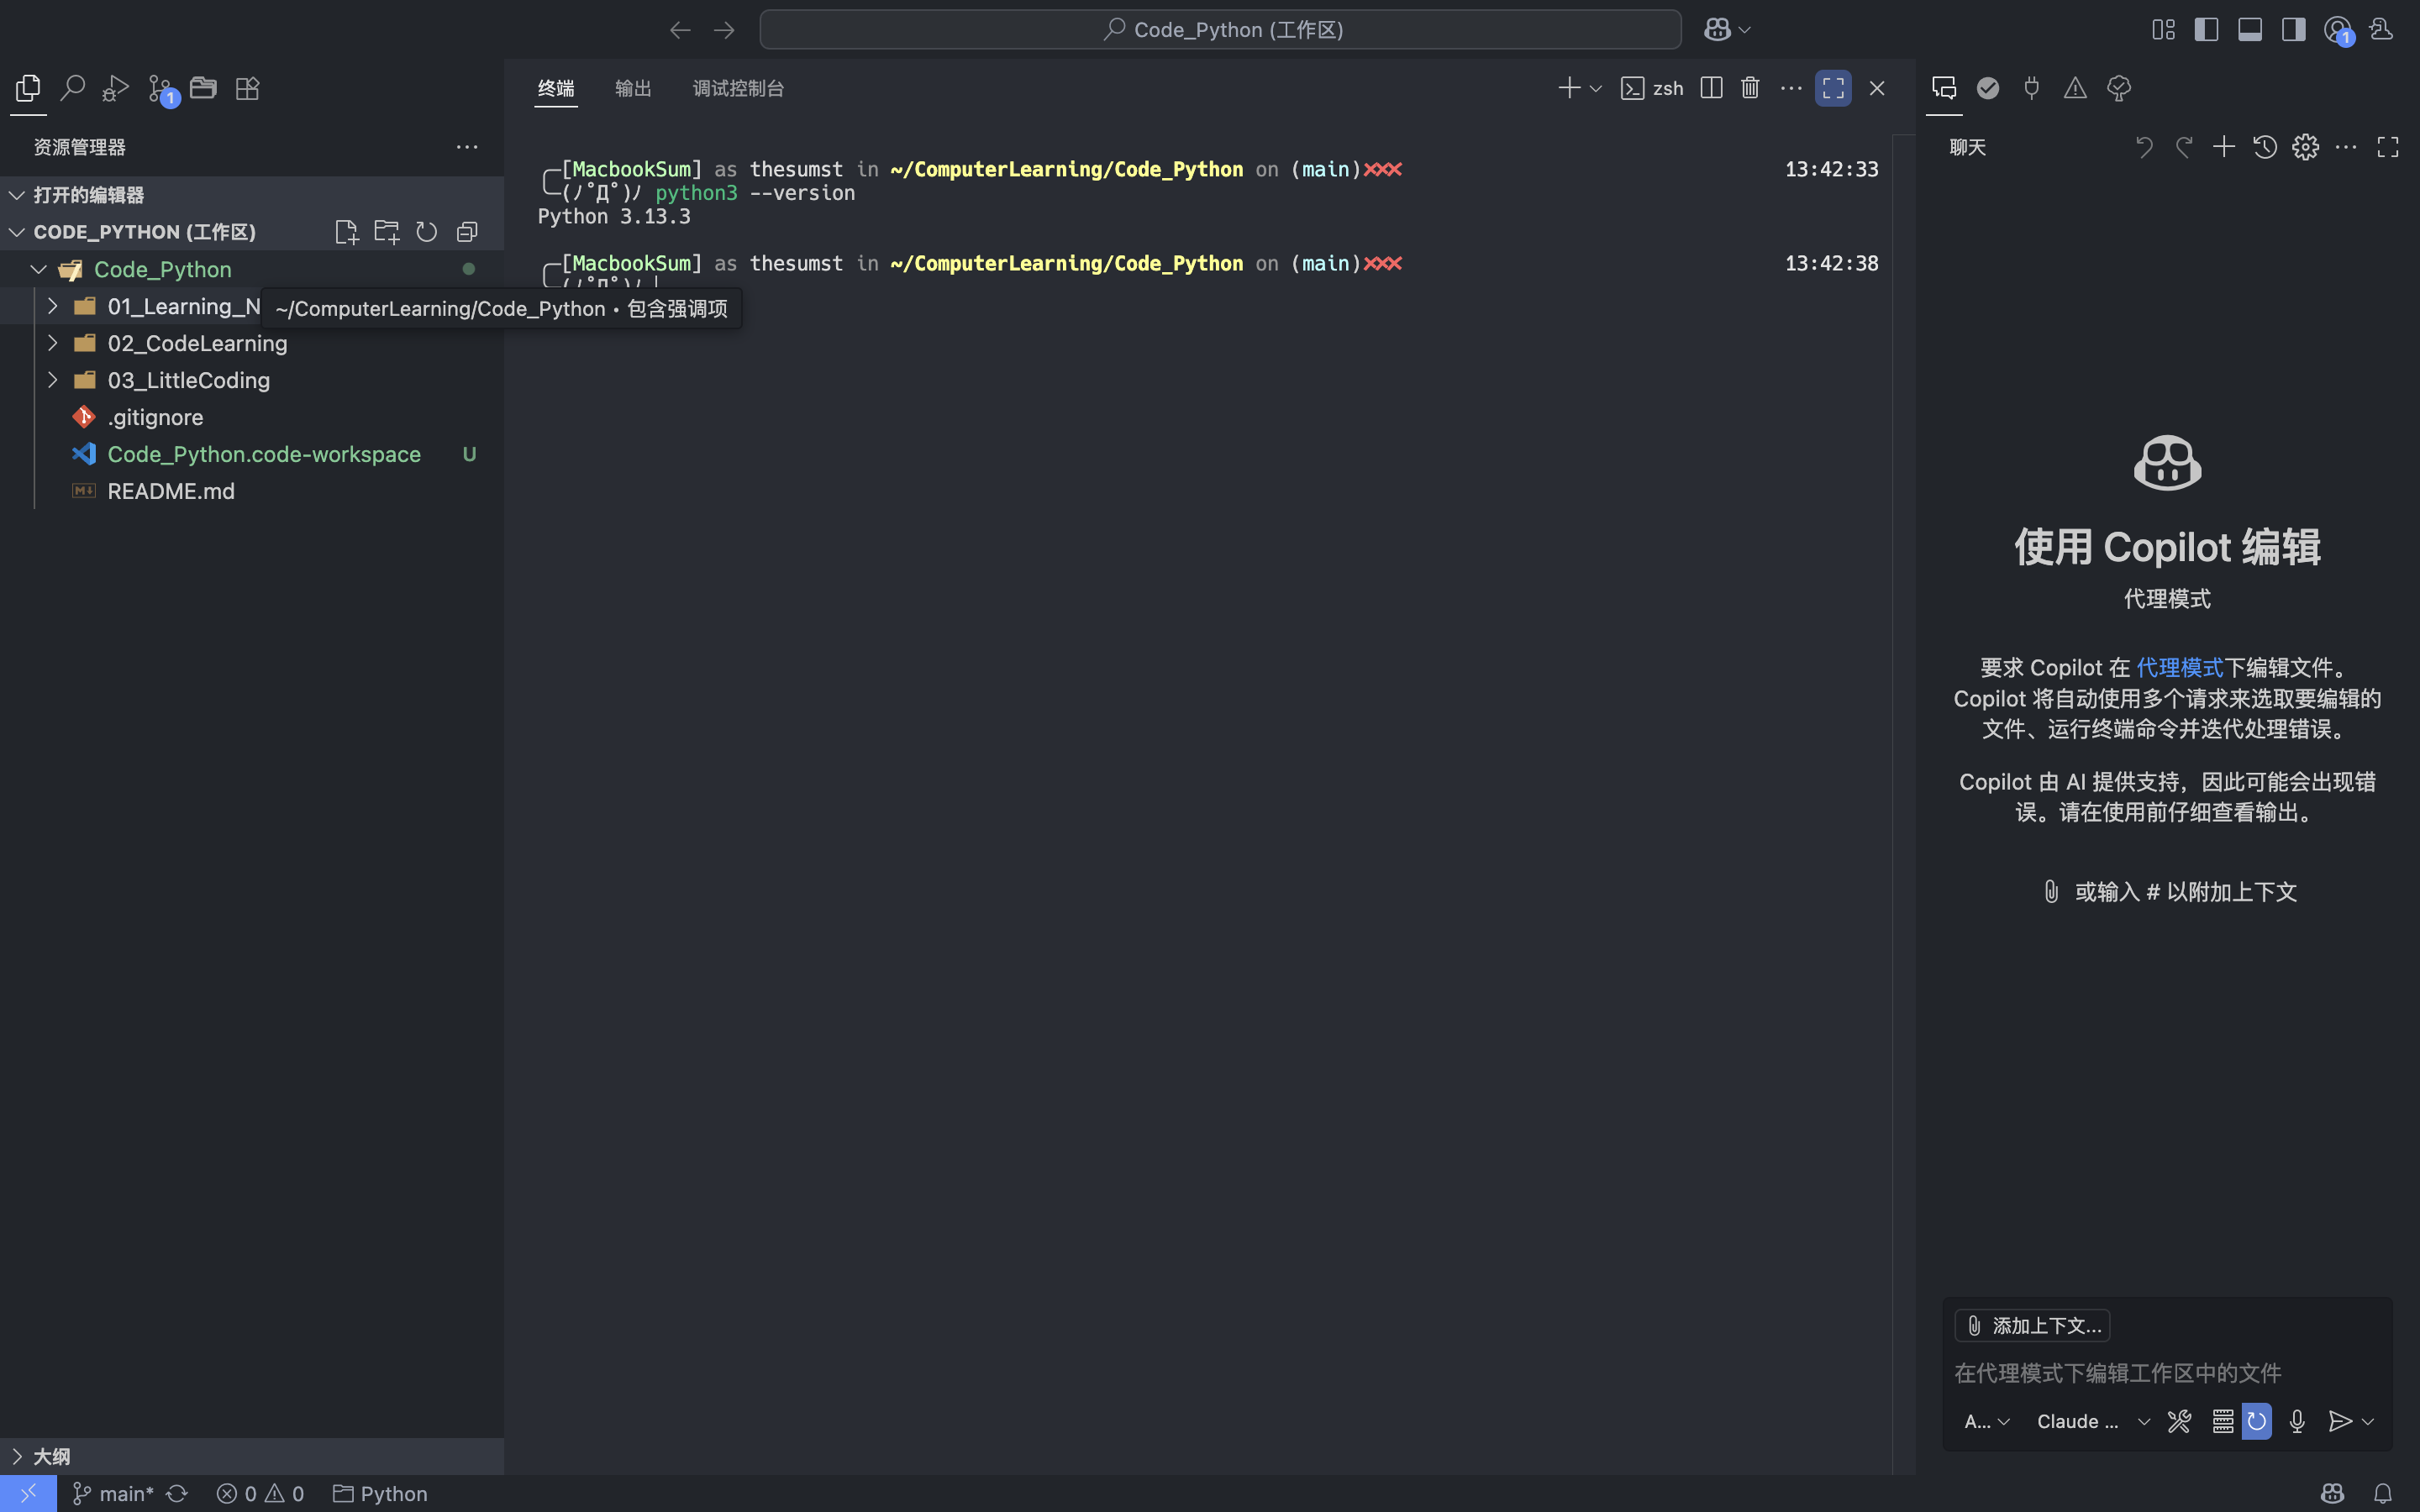 Code_Python (工作区)
1
1
资源管理器
打开的编辑器
CODE_PYTHON (工作区)
Code_Python
01_Learning_N
~/ComputerLearning/Code_Python • 包含强调项
02_CodeLearning
03_LittleCoding
.gitignore
Code_Python.code-workspace U
README.md
大纲
终端 输出 调试控制台
zsh
╭─[MacbookSum] as thesumst in ~/ComputerLearning/Code_Python on (main)✗✗✗ 13:42:33
╰─(ﾉ˚Д˚)ﾉ python3 --version
Python 3.13.3
╭─[MacbookSum] as thesumst in ~/ComputerLearning/Code_Python on (main)✗✗✗ 13:42:38
╰─(ﾉ˚Д˚)ﾉ
聊天
使用 Copilot 编辑
代理模式
要求 Copilot 在 代理模式下编辑文件。
Copilot 将自动使用多个请求来选取要编辑的
文件、运行终端命令并迭代处理错误。
Copilot 由 AI 提供支持，因此可能会出现错
误。请在使用前仔细查看输出。
或输入 # 以附加上下文
添加上下文...
在代理模式下编辑工作区中的文件
A... Claude ...
main* 0 0 Python